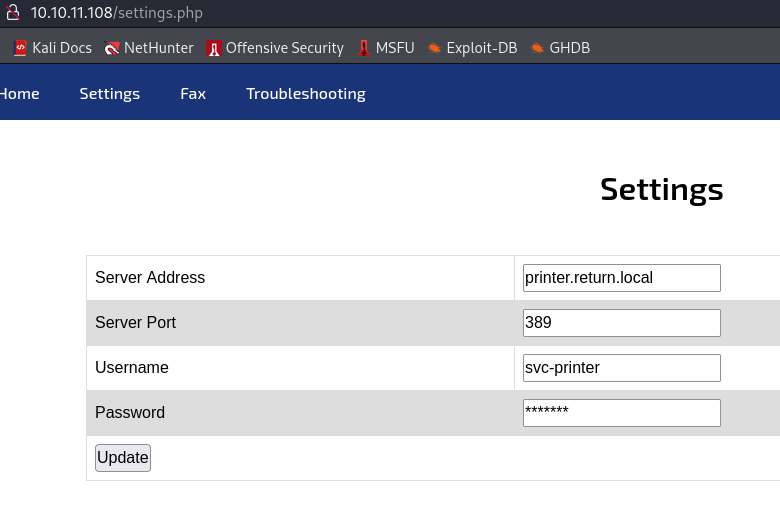 10.10.11.108/settings.php
Kali Docs NetHunter Offensive Security MSFU Exploit-DB GHDB
Home Settings Fax Troubleshooting
Settings
Server Address printer.return.local
Server Port 389
Username svc-printer
Password *******
Update